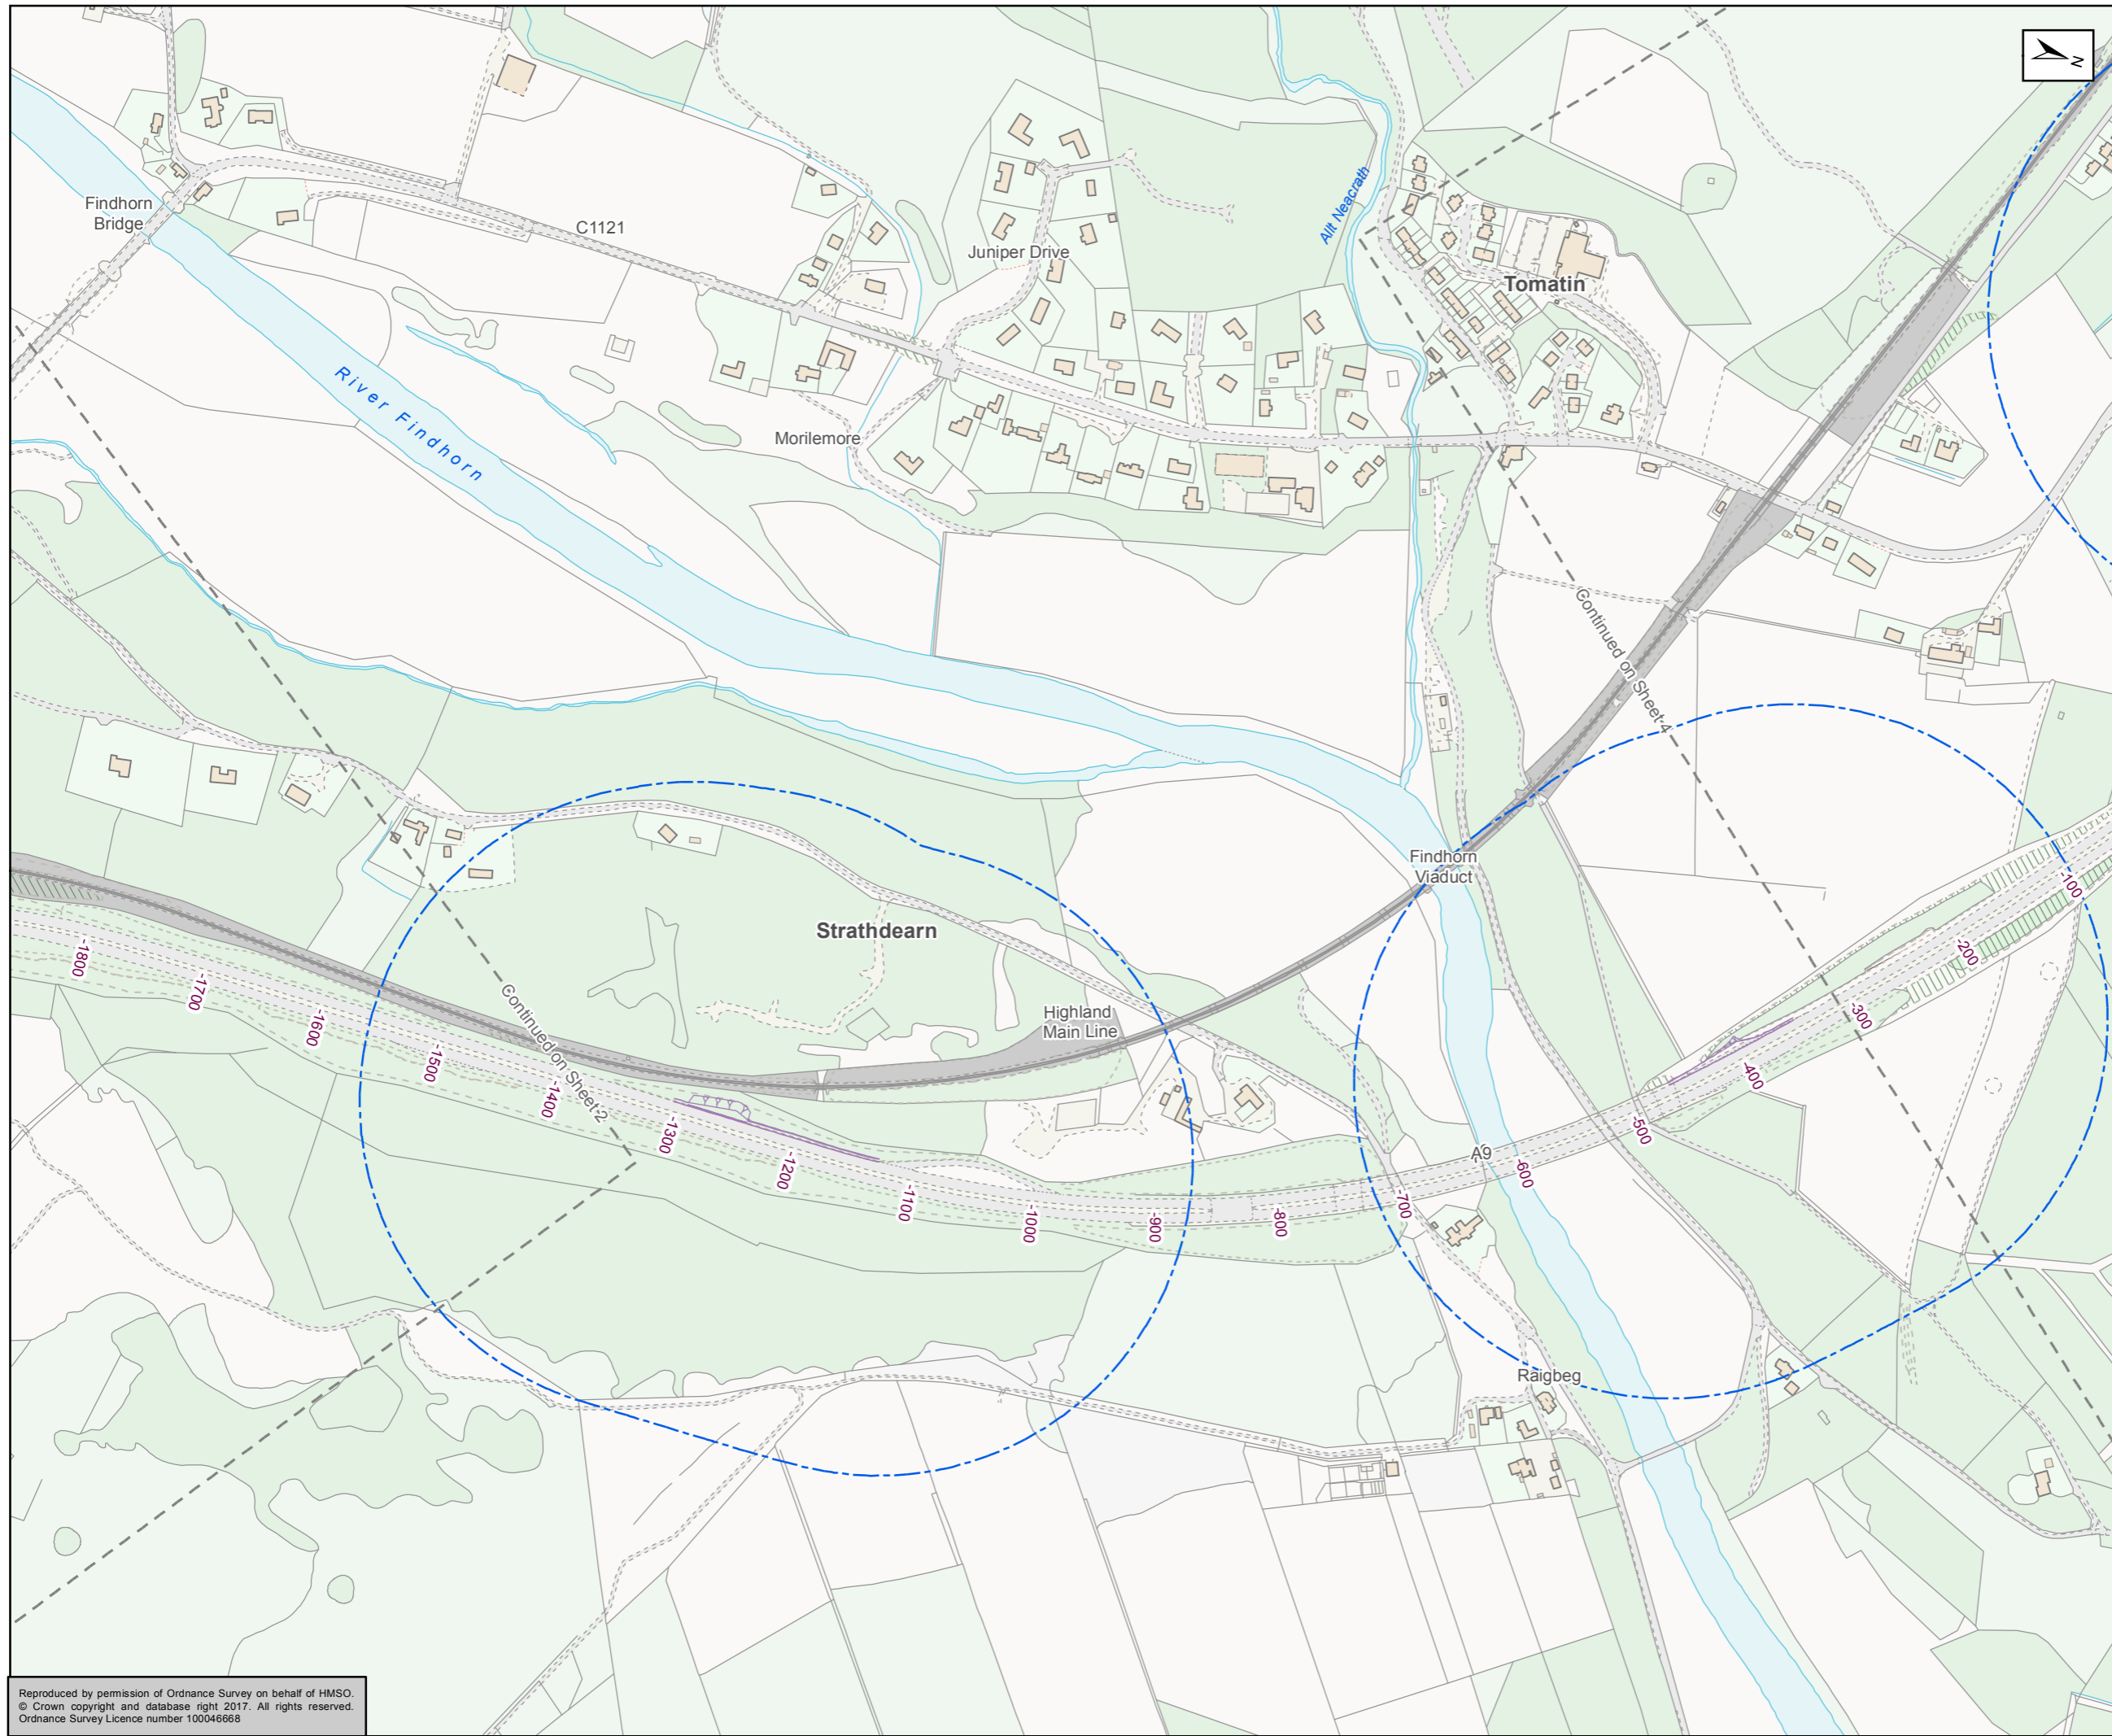 N
Findhorn
Bridge
C1121
Juniper Drive
Allt Neacrath
Tomatin
River Findhorn
Morilemore
Continued on Sheet 4
Findhorn
Viaduct
Strathdearn
Highland
Main Line
Continued on Sheet 2
-1800
-1700
-1600
-1500
-1400
-1300
-1200
-1100
-1000
-900
-800
-700
A9
-600
-500
-400
-300
-200
-100
Raigbeg
Reproduced by permission of Ordnance Survey on behalf of HMSO.
© Crown copyright and database right 2017. All rights reserved.
Ordnance Survey Licence number 100046668